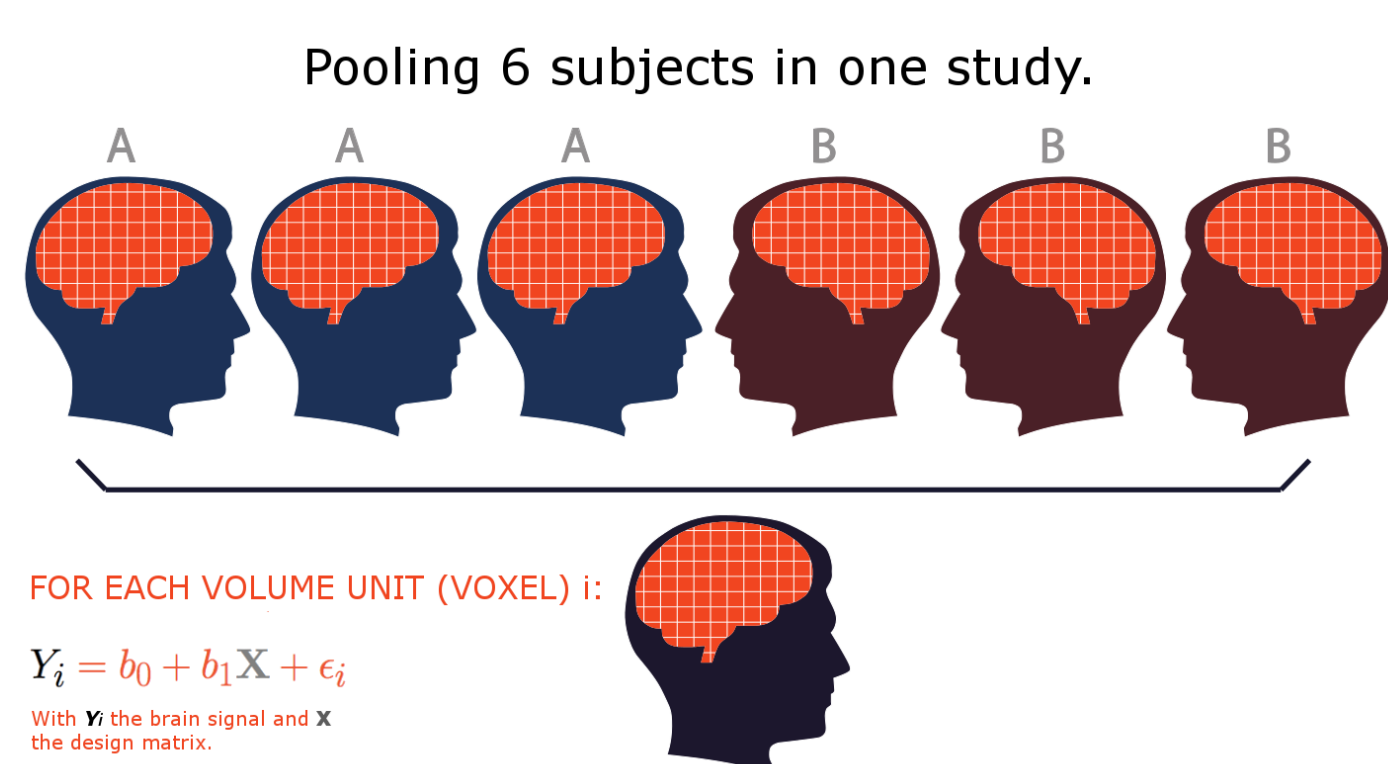 Pooling 6 subjects in one study.
A A A B B B
FOR EACH VOLUME UNIT (VOXEL) i:
Yᵢ = b₀ + b₁X + ϵᵢ
With Yi the brain signal and X
the design matrix.